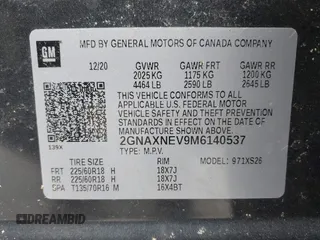 GM
MFD BY GENERAL MOTORS OF CANADA COMPANY
12/20 GVWR GAWR FRT GAWR RR
2025 KG 1175 KG 1200 KG
4464 LB 2590 LB 2645 LB
THIS VEHICLE CONFORMS TO ALL APPLICABLE
U.S. FEDERAL MOTOR
VEHICLE SAFETY AND THEFT PREVENTION
STANDARDS IN EFFECT ON THE DATE OF
MANUFACTURE SHOWN ABOVE.
2GNAXNEV9M6140537
TYPE: M.P.V. MODEL: 971XS26
TIRE SIZE SPEED RTG RIM
FRT 225/60R18 H 18X7J
RR 225/60R18 H 18X7J
SPA T135/70R16 M 16X4BT
DREAMBID